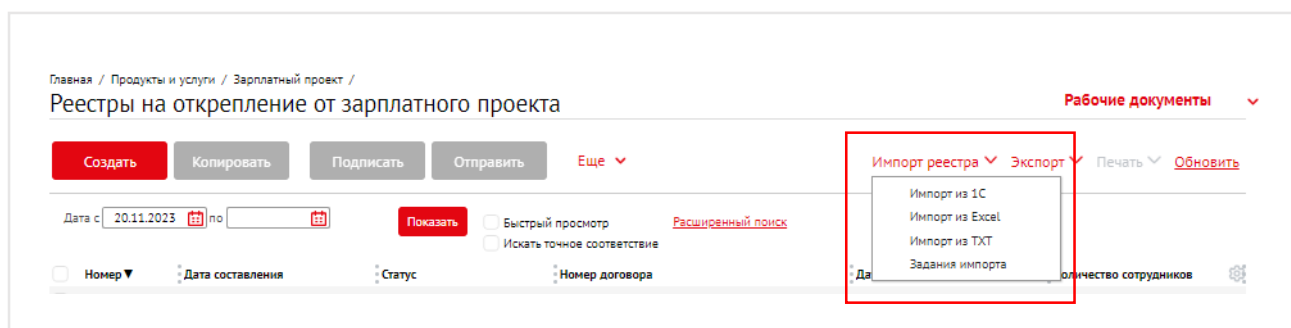 Главная / Продукты и услуги / Зарплатный проект /
Реестры на открепление от зарплатного проекта
Рабочие документы
Создать Копировать Подписать Отправить Еще Импорт реестра Экспорт Печать Обновить
Импорт из 1С
Импорт из Excel
Импорт из TXT
Задания импорта
Дата с 20.11.2023 по Показать Быстрый просмотр Расширенный поиск
Искать точное соответствие
Номер▼ Дата составления Статус Номер договора Да оличество сотрудников